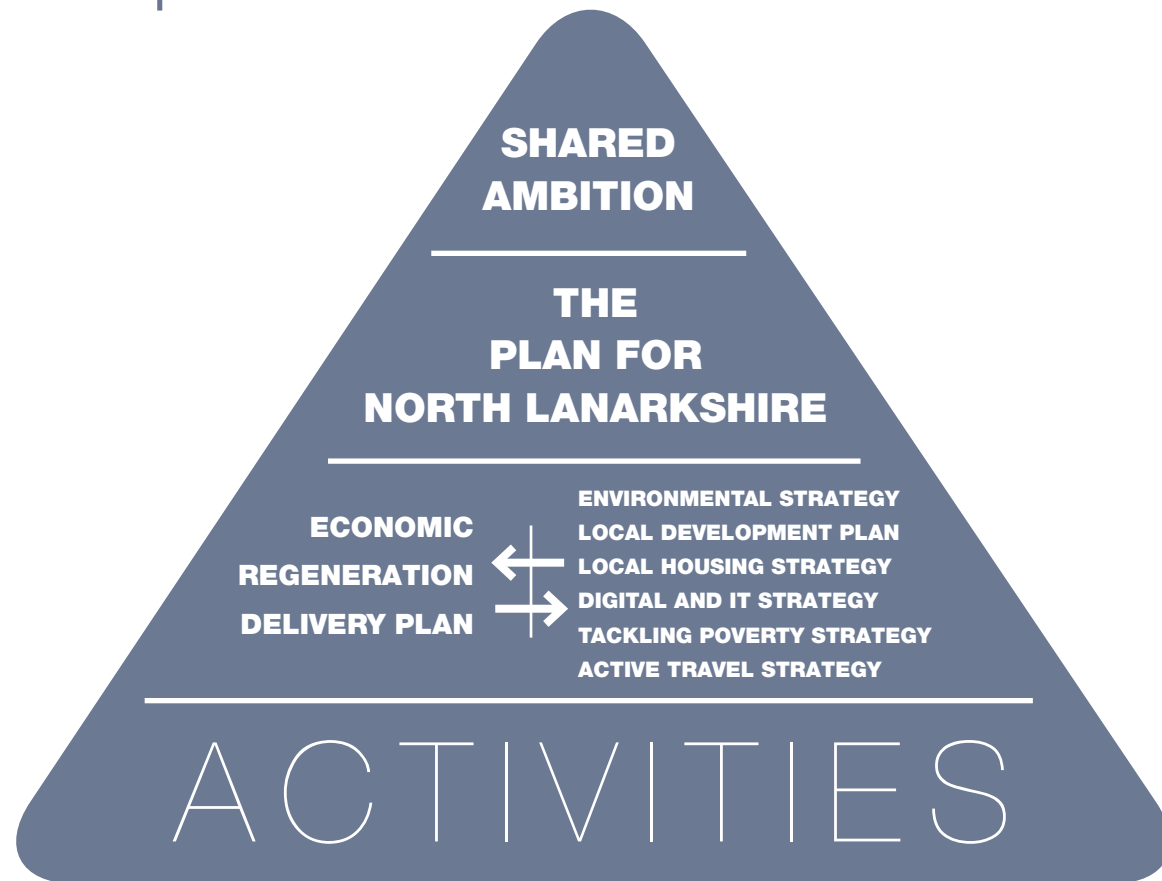 SHARED
AMBITION
THE
PLAN FOR
NORTH LANARKSHIRE
ECONOMIC
REGENERATION
DELIVERY PLAN
ENVIRONMENTAL STRATEGY
LOCAL DEVELOPMENT PLAN
LOCAL HOUSING STRATEGY
DIGITAL AND IT STRATEGY
TACKLING POVERTY STRATEGY
ACTIVE TRAVEL STRATEGY
ACTIVITIES